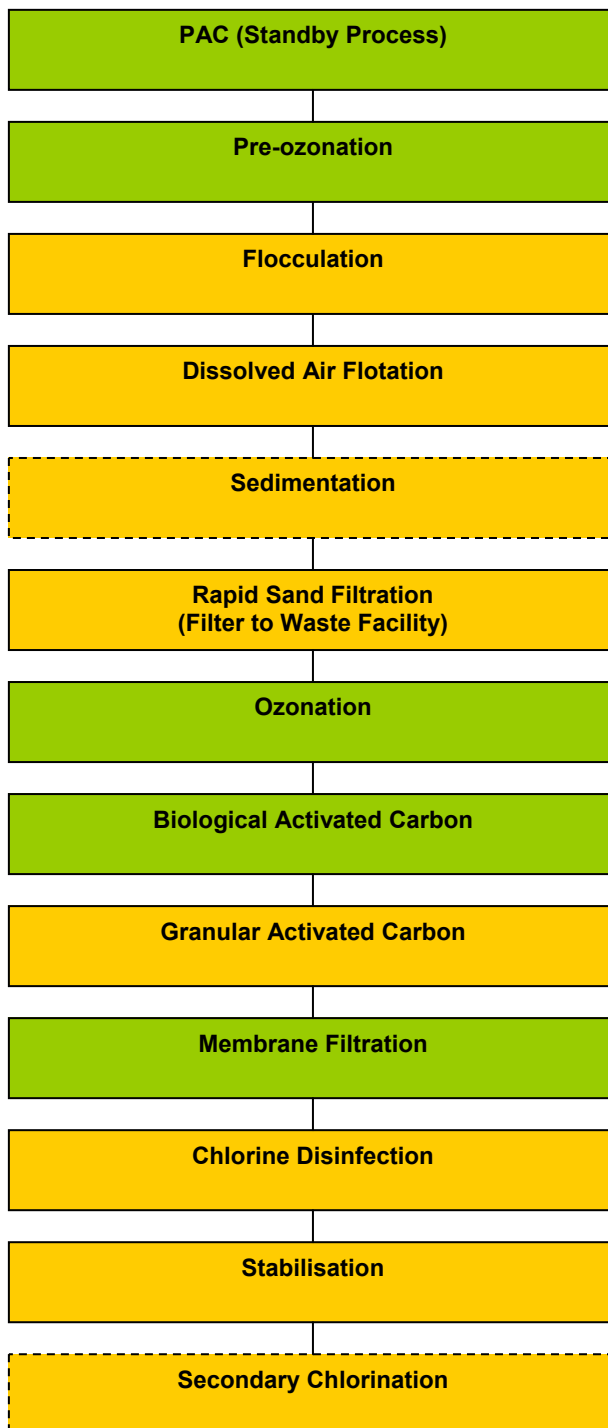 PAC (Standby Process)
Pre-ozonation
Flocculation
Dissolved Air Flotation
Sedimentation
Rapid Sand Filtration
(Filter to Waste Facility)
Ozonation
Biological Activated Carbon
Granular Activated Carbon
Membrane Filtration
Chlorine Disinfection
Stabilisation
Secondary Chlorination